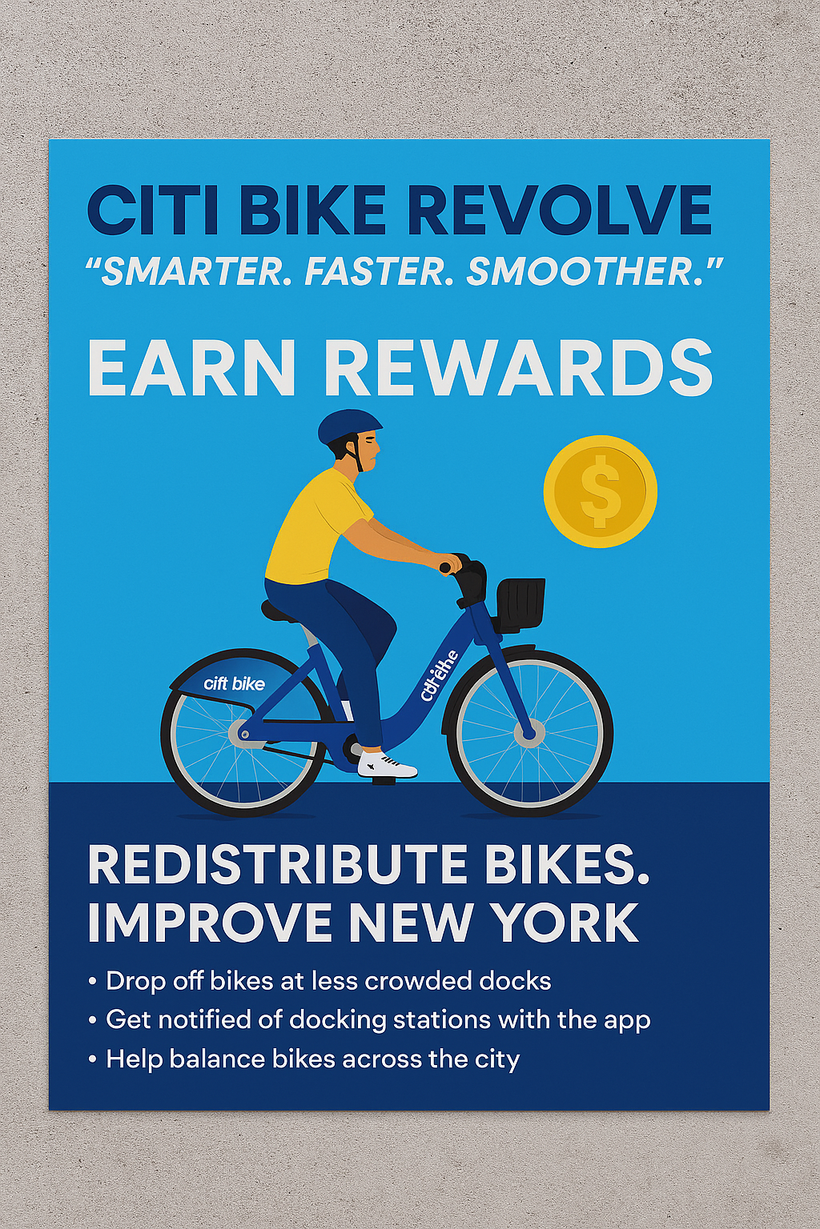 CITI BIKE REVOLVE
“SMARTER. FASTER. SMOOTHER.”
EARN REWARDS
$
cift bike
REDISTRIBUTE BIKES.
IMPROVE NEW YORK
• Drop off bikes at less crowded docks
• Get notified of docking stations with the app
• Help balance bikes across the city